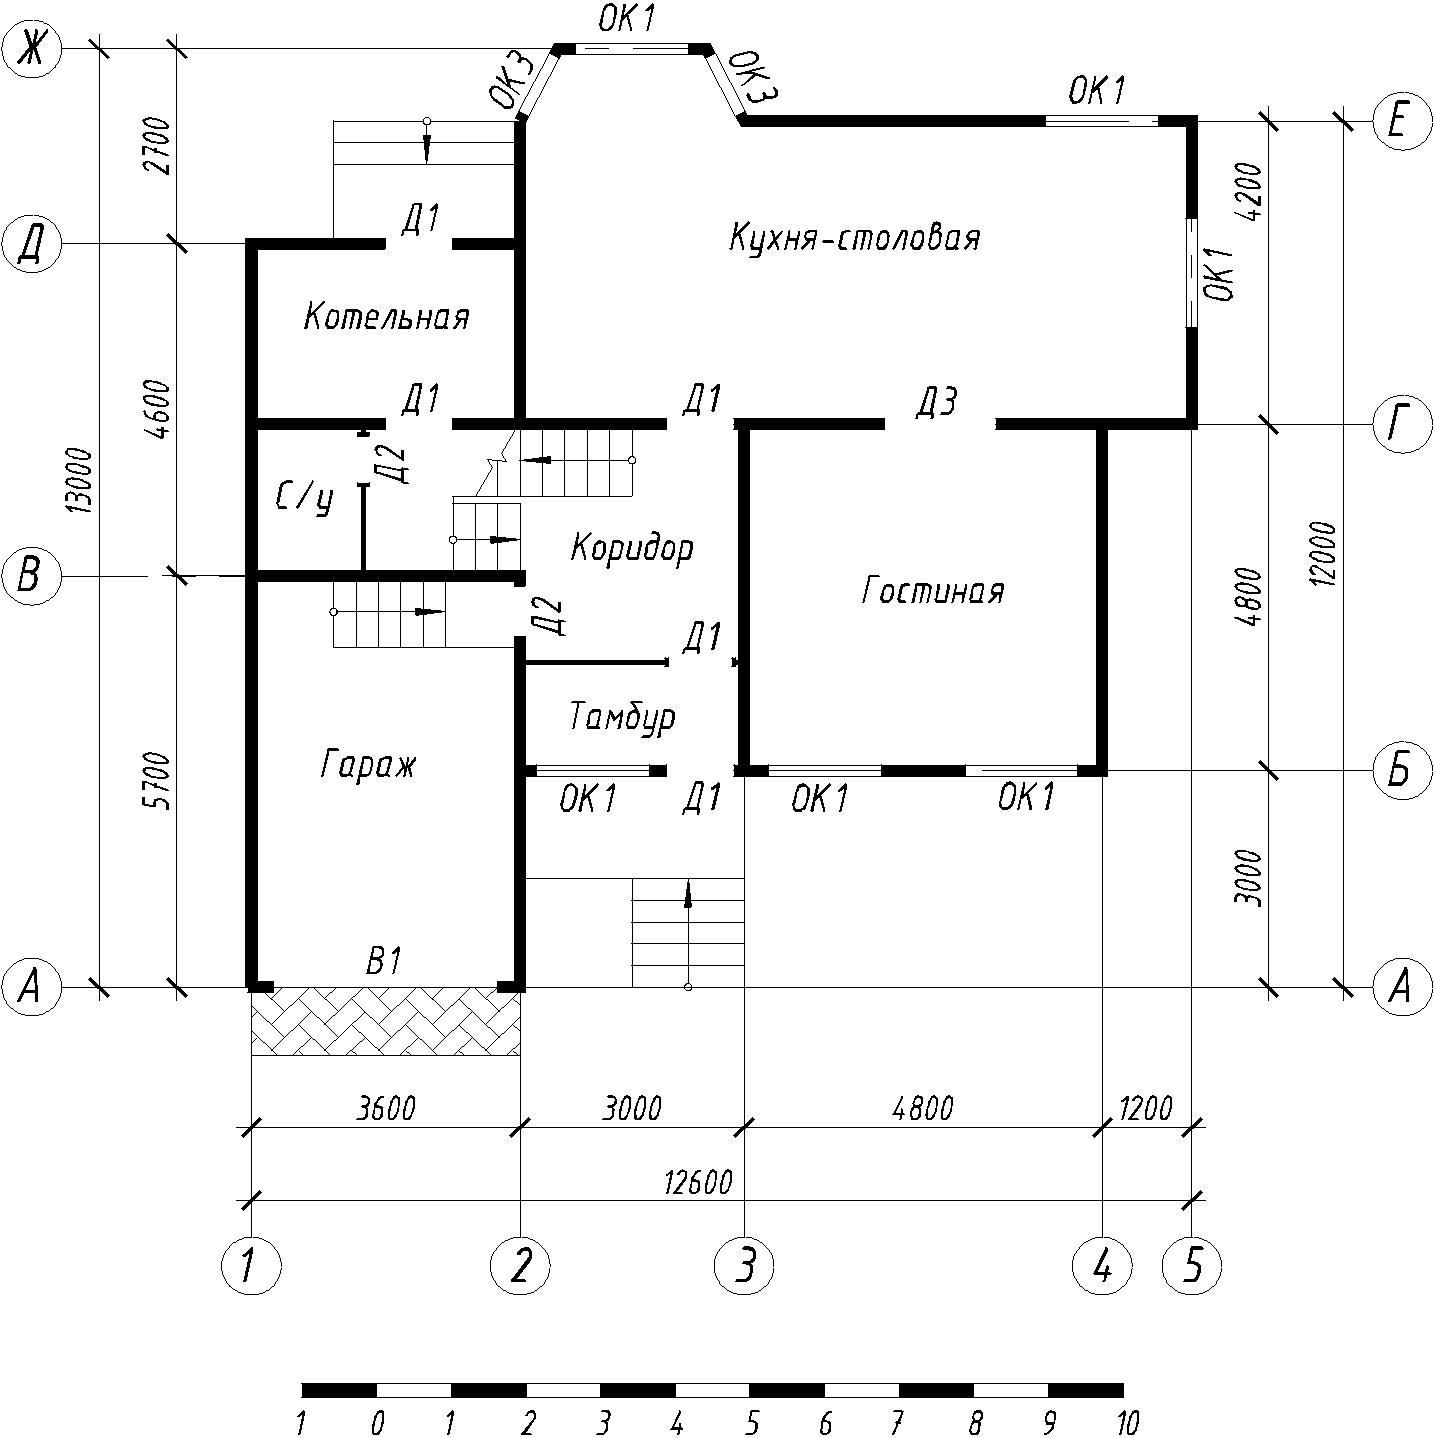 ОК1
Ж
ОК3
ОК3
ОК1
Е
2700
4200
Д1
Д
Кухня-столовая
ОК1
Котельная
Д1
Д1
Д3
4600
Г
13000
Д2
С/у
Коридор
12000
В
Гостиная
4800
Д2
Д1
Тамбур
Гараж
5700
Б
ОК1
Д1
ОК1
ОК1
3000
В1
А
А
3600
3000
4800
1200
12600
1
2
3
4
5
1 0 1 2 3 4 5 6 7 8 9 10